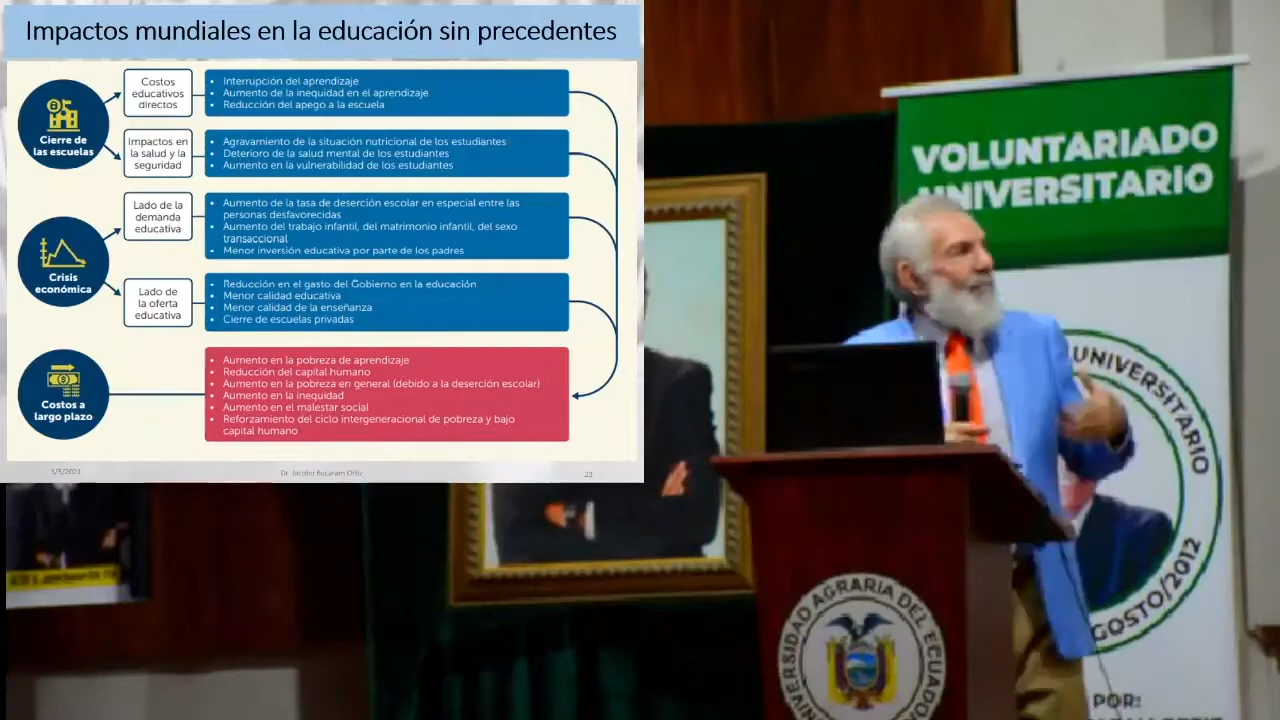 Impactos mundiales en la educación sin precedentes
Cierre de
las escuelas
Costos
educativos
directos
• Interrupción del aprendizaje
• Aumento de la inequidad en el aprendizaje
• Reducción del apego a la escuela
Impactos en
la salud y la
seguridad
• Agravamiento de la situación nutricional de los estudiantes
• Deterioro de la salud mental de los estudiantes
• Aumento en la vulnerabilidad de los estudiantes
Crisis
económica
Lado de la
demanda
educativa
• Aumento de la tasa de deserción escolar en especial entre las
personas desfavorecidas
• Aumento del trabajo infantil, del matrimonio infantil, del sexo
transaccional
• Menor inversión educativa por parte de los padres
Lado de
la oferta
educativa
• Reducción en el gasto del Gobierno en la educación
• Menor calidad educativa
• Menor calidad de la enseñanza
• Cierre de escuelas privadas
Costos a
largo plazo
• Aumento en la pobreza de aprendizaje
• Reducción del capital humano
• Aumento en la pobreza en general (debido a la deserción escolar)
• Aumento en la inequidad
• Aumento en el malestar social
• Reforzamiento del ciclo intergeneracional de pobreza y bajo
capital humano
Dr. Jacobo Bucaram Ortiz
22
VOLUNTARIADO
UNIVERSITARIO
UNIVERSITARIO
GOSTO/2012
POR:
UNIVERSIDAD AGRARIA DEL ECUADOR